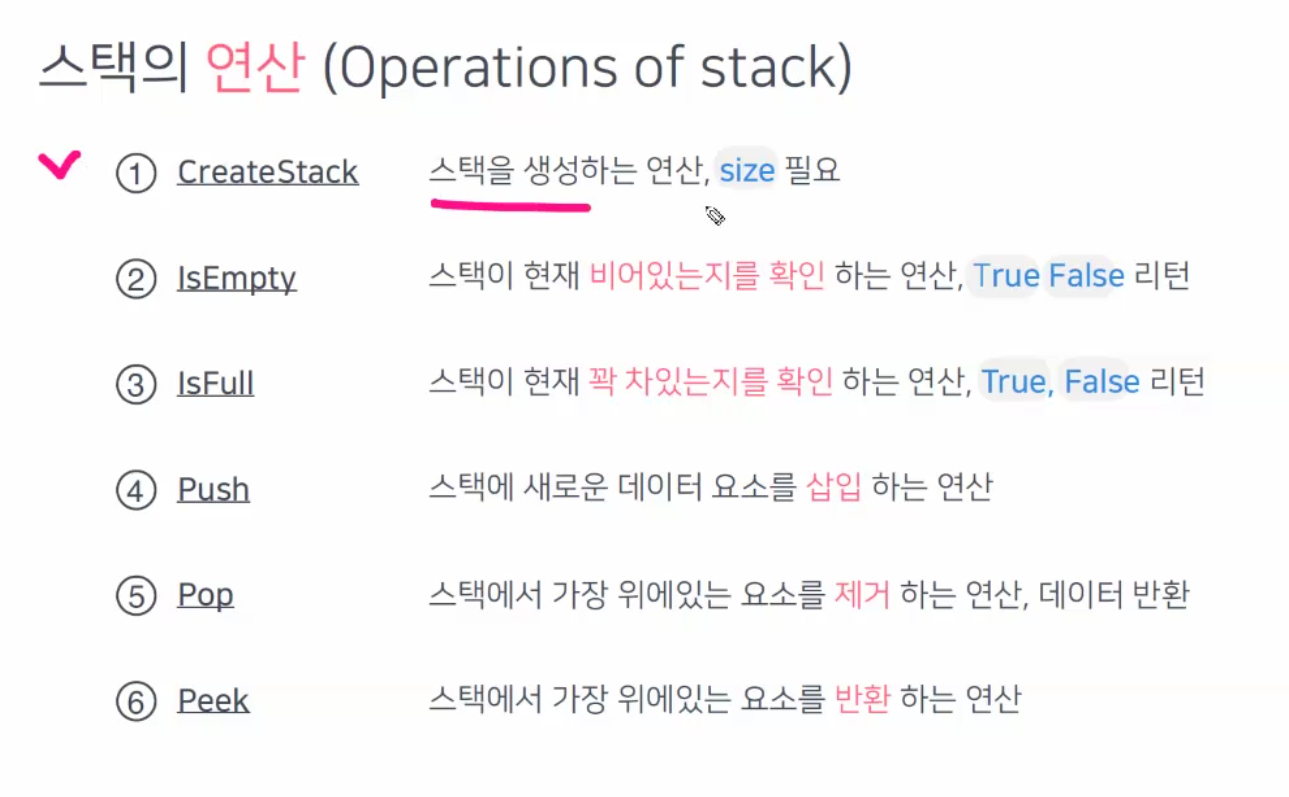 스택의 연산 (Operations of stack)
① CreateStack 스택을 생성하는 연산, size 필요
② IsEmpty 스택이 현재 비어있는지를 확인 하는 연산, True False 리턴
③ IsFull 스택이 현재 꽉 차있는지를 확인 하는 연산, True, False 리턴
④ Push 스택에 새로운 데이터 요소를 삽입 하는 연산
⑤ Pop 스택에서 가장 위에있는 요소를 제거 하는 연산, 데이터 반환
⑥ Peek 스택에서 가장 위에있는 요소를 반환 하는 연산